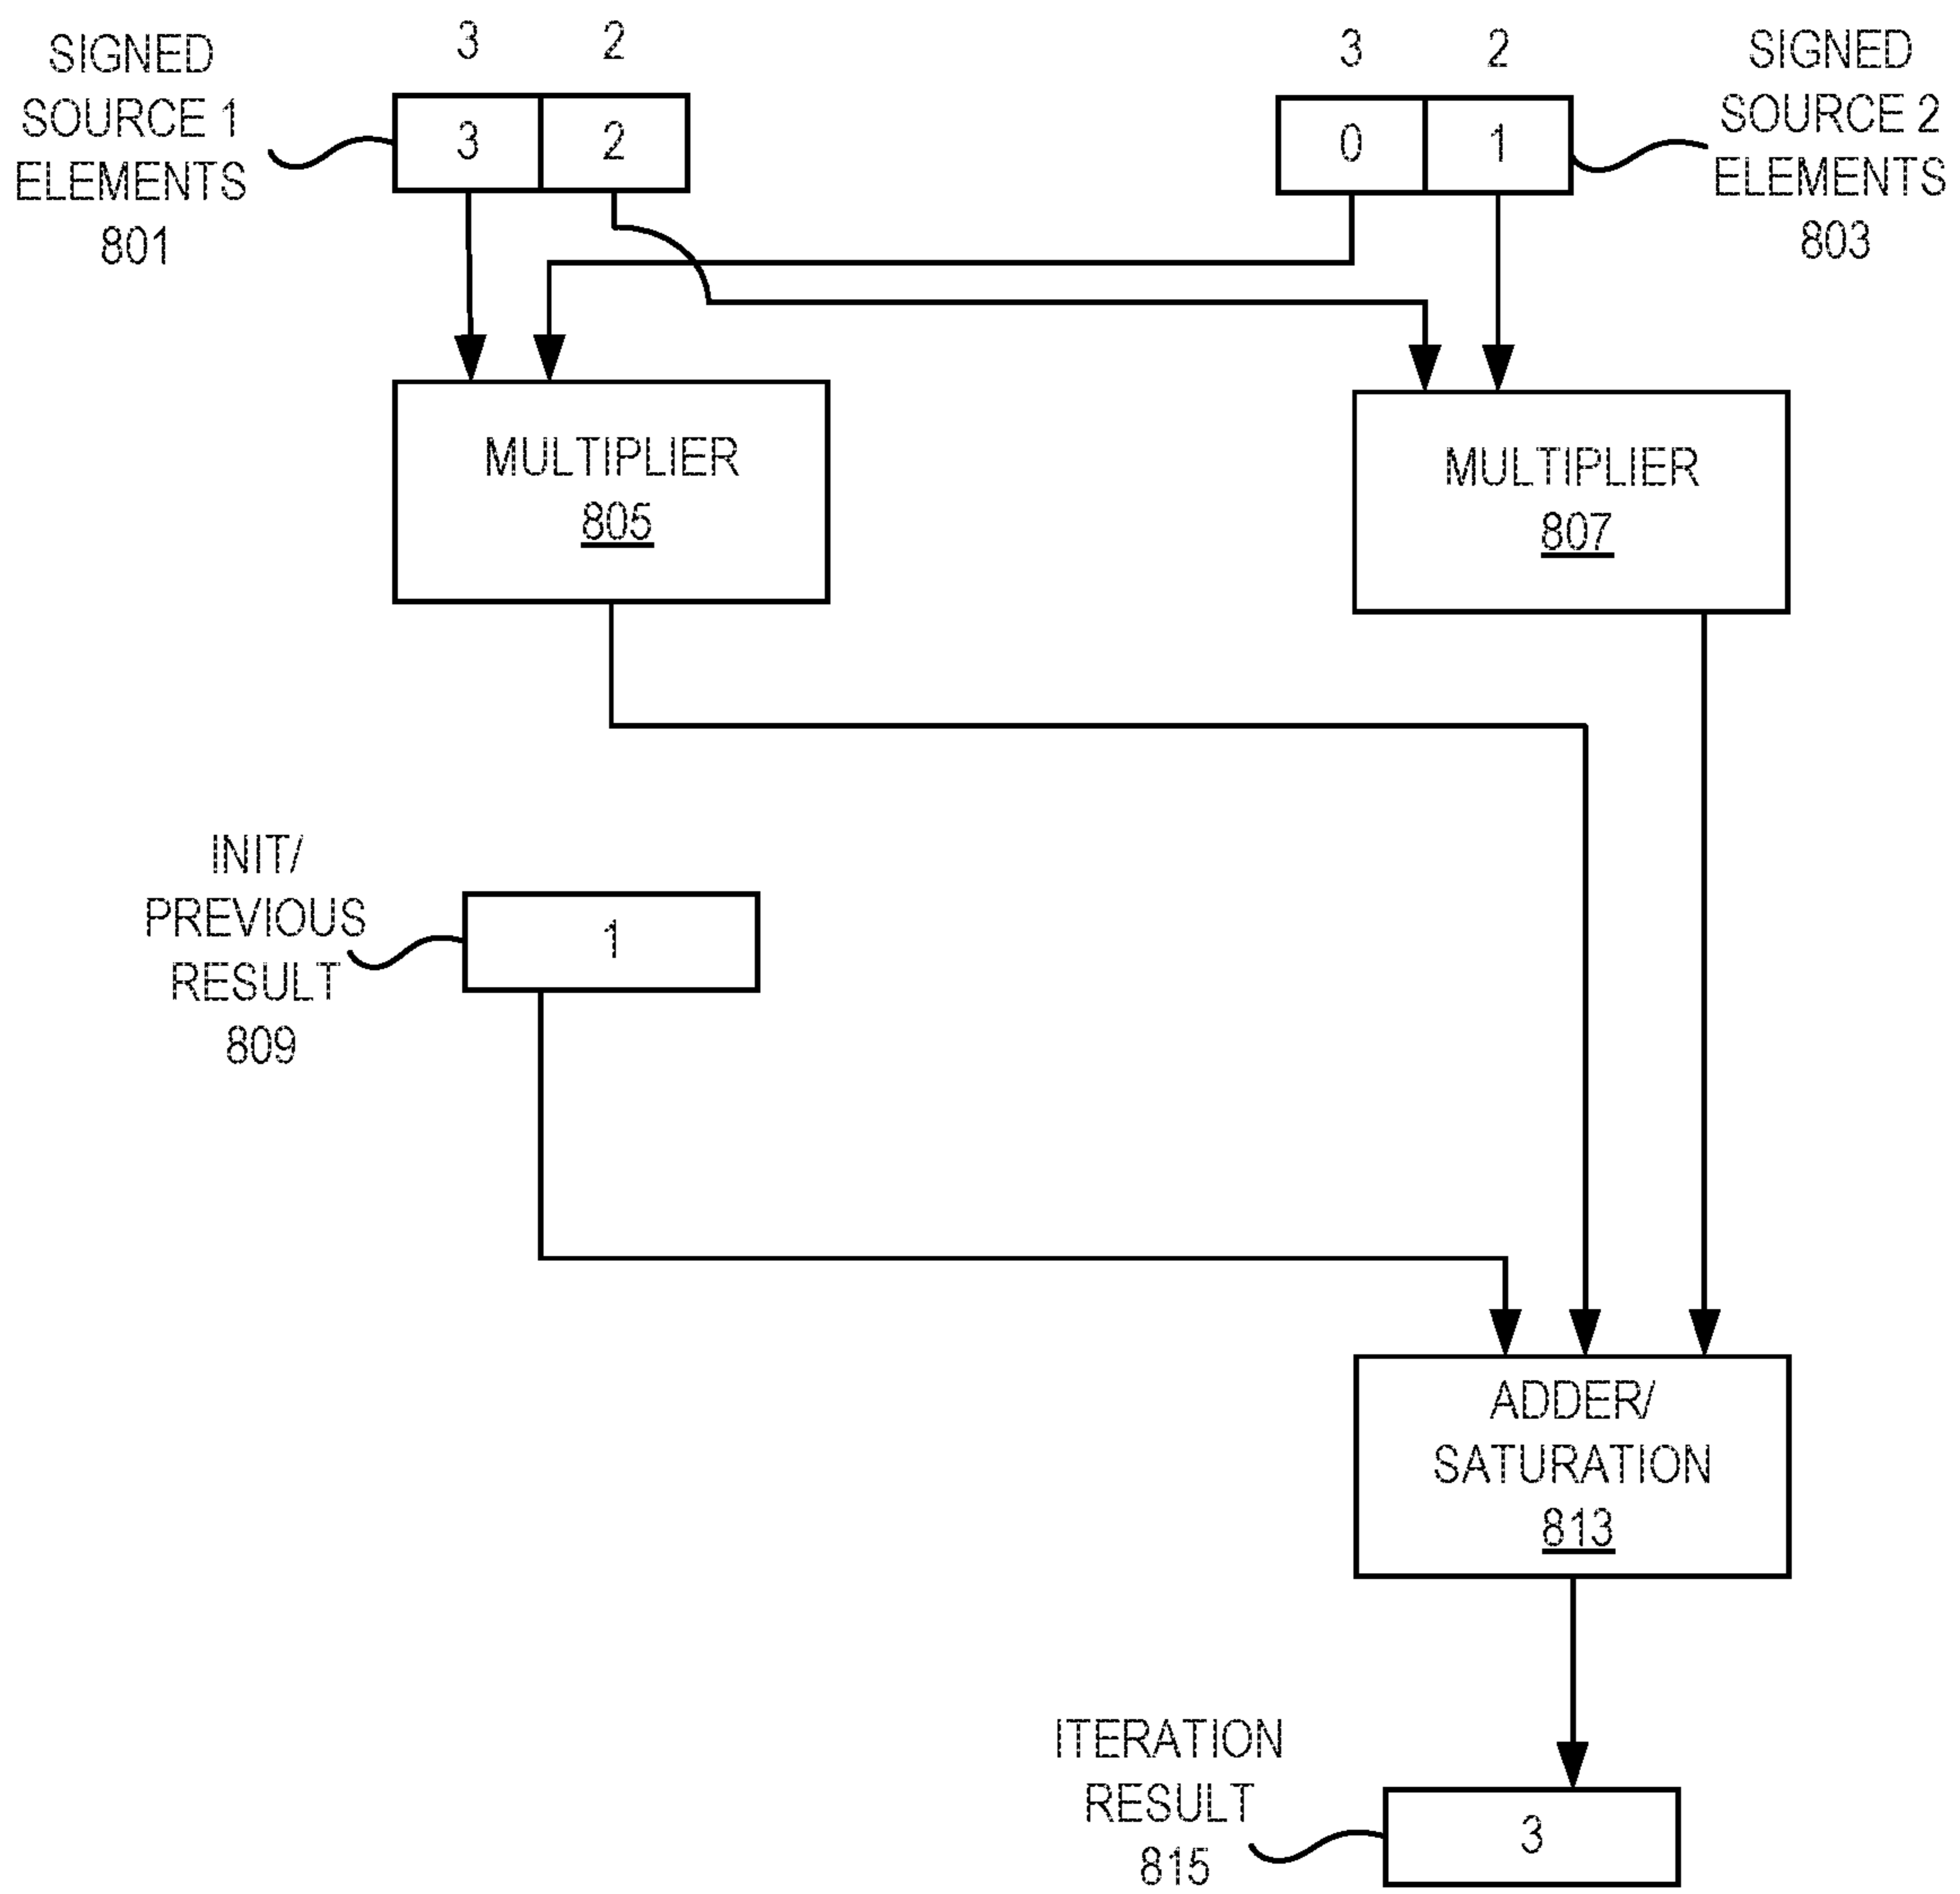 SIGNED
SOURCE 1
ELEMENTS
801
3 2
3 2
3 2
0 1
SIGNED
SOURCE 2
ELEMENTS
803
MULTIPLIER
805
MULTIPLIER
807
INIT/
PREVIOUS
RESULT
809
1
ADDER/
SATURATION
813
ITERATION
RESULT
815
3